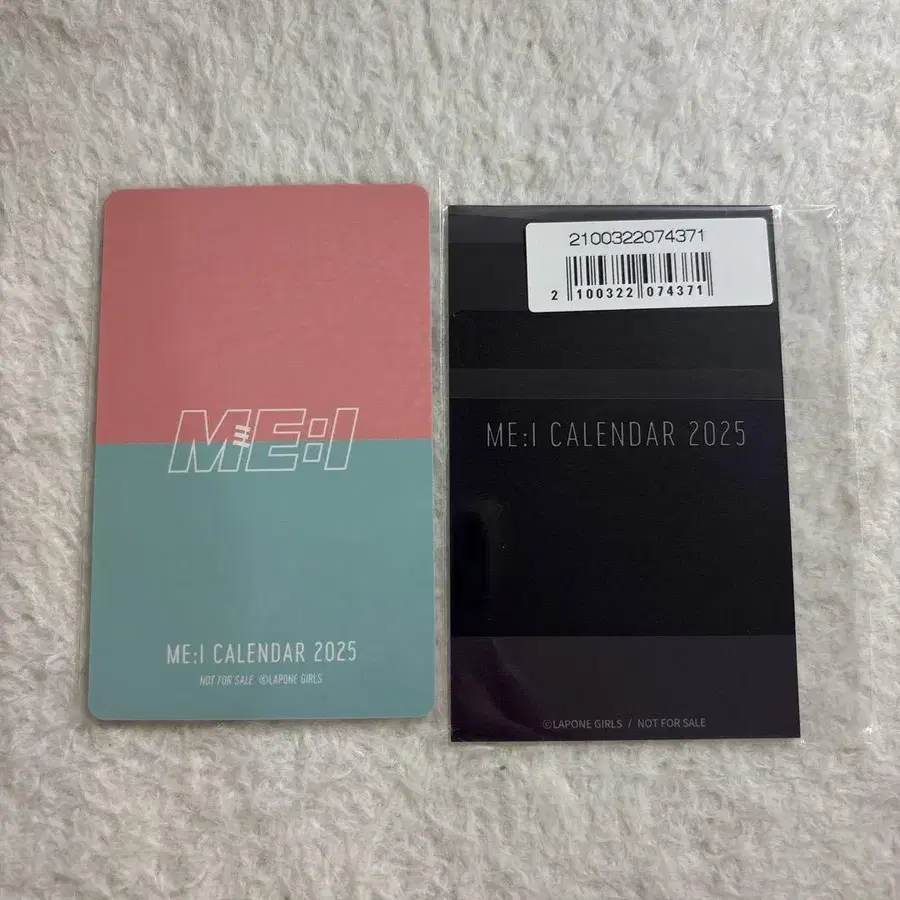 ME:I
ME:I CALENDAR 2025
NOT FOR SALE ©LAPONE GIRLS
2100322074371
2 100322 074371
ME:I CALENDAR 2025
©LAPONE GIRLS / NOT FOR SALE